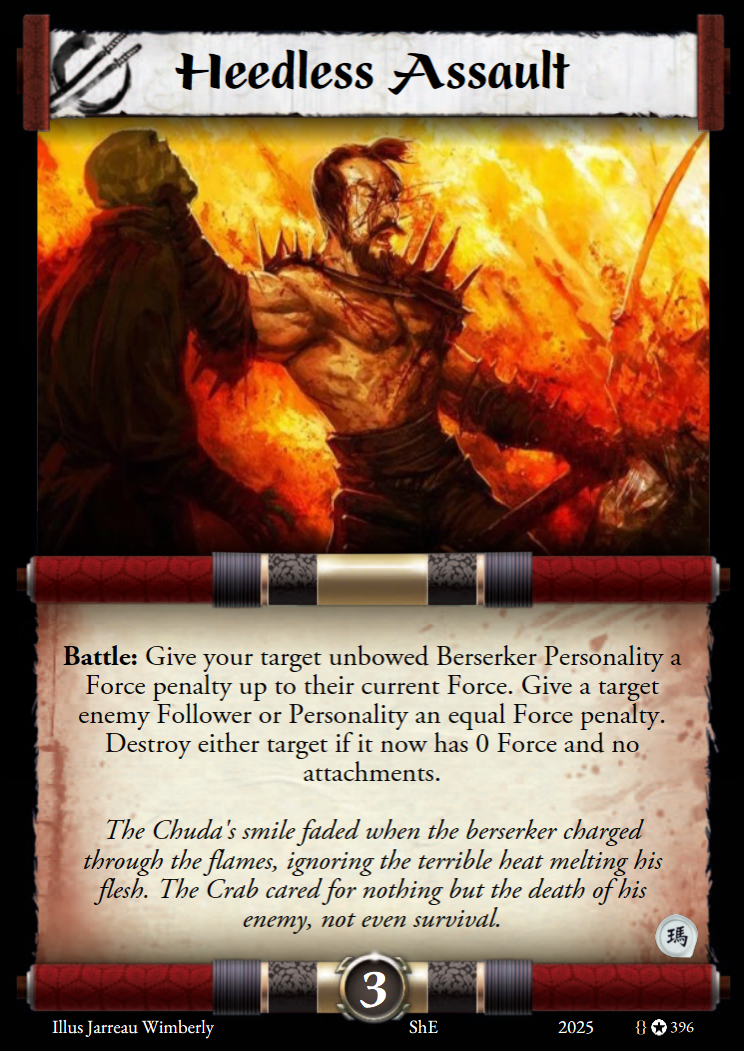 Heedless Assault
Battle: Give your target unbowed Berserker Personality a
Force penalty up to their current Force. Give a target
enemy Follower or Personality an equal Force penalty.
Destroy either target if it now has 0 Force and no
attachments.
The Chuda's smile faded when the berserker charged
through the flames, ignoring the terrible heat melting his
flesh. The Crab cared for nothing but the death of his
enemy, not even survival.
瑪
3
Illus Jarreau Wimberly ShE 2025 {} ✪ 396